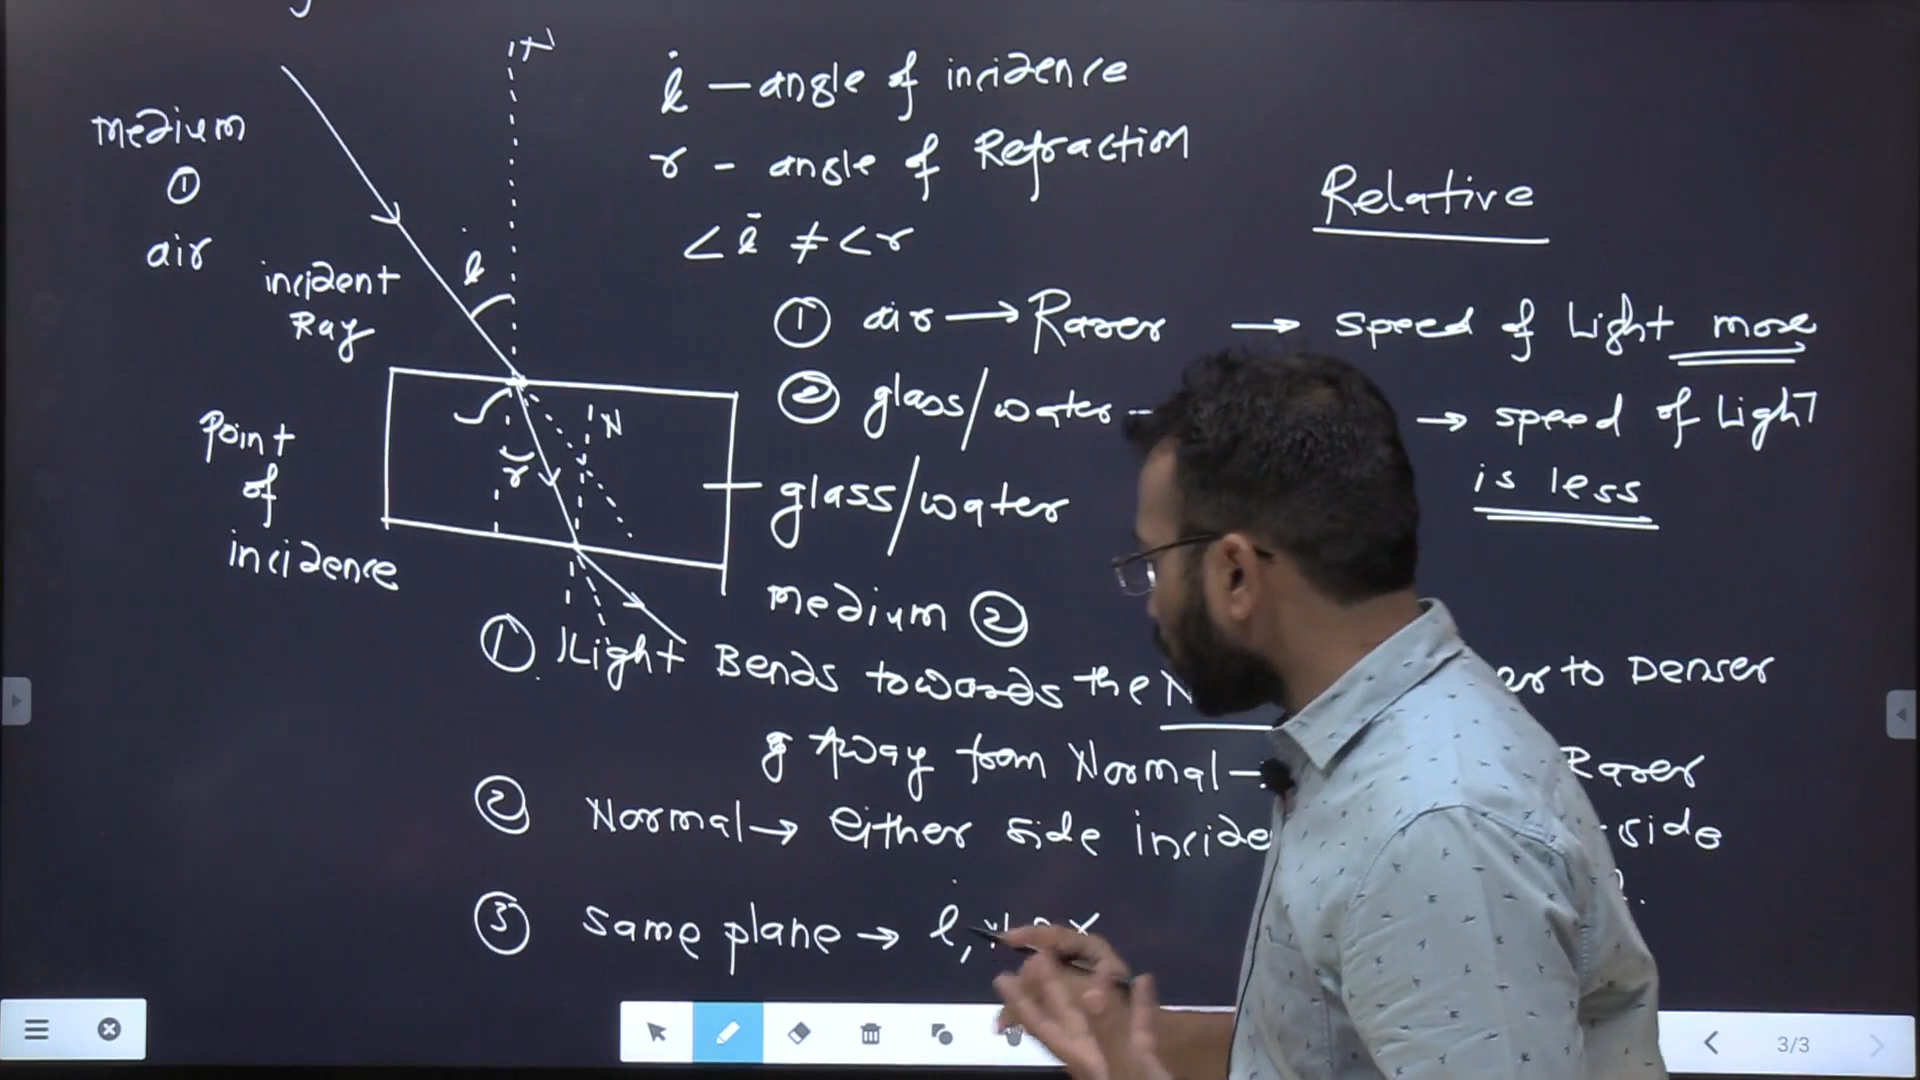 N
i - angle of incidence
r - angle of Refraction
<i ≠ <r
Relative
medium
①
air
incident
Ray
i
① air → Rarer → speed of Light more
② glass/water → speed of Light
is less
Point
of
incidence
N
r
glass/water
medium ②
① Light Bends towards the N er to Denser
& Away from Normal - Rarer
② Normal → Either side incide side
③ same plane → i, N & r
3/3